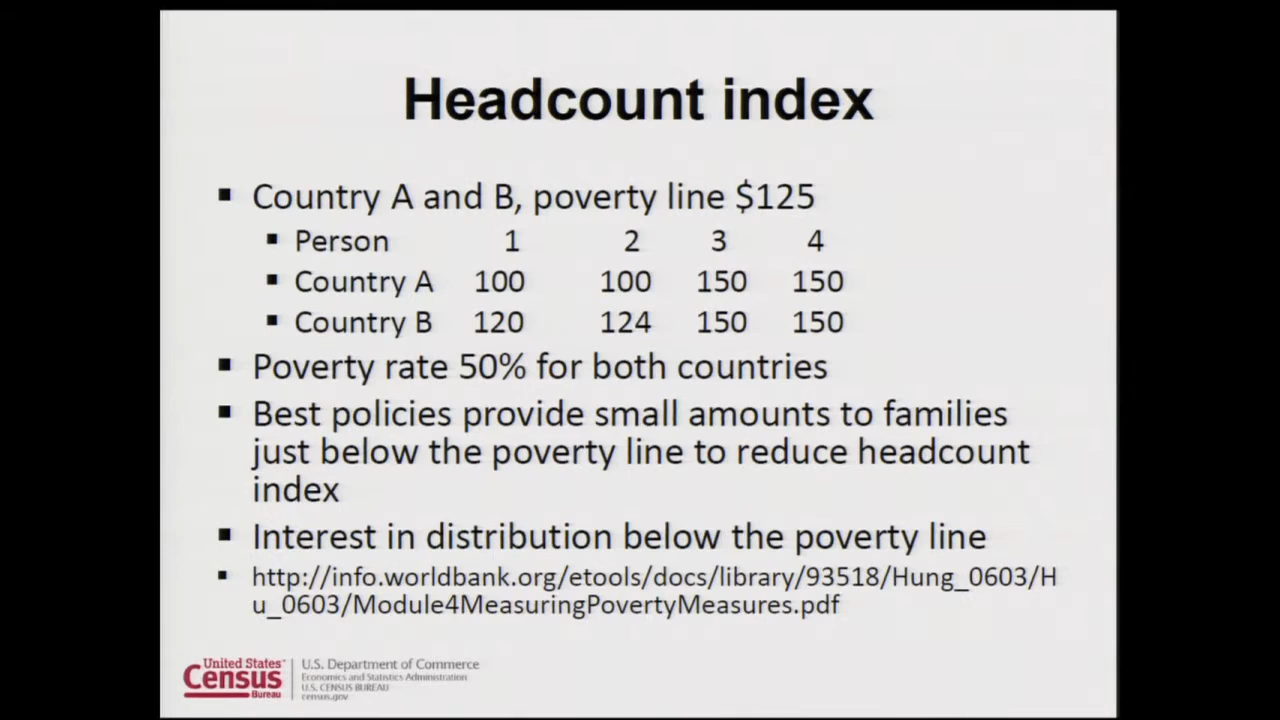 Headcount index
Country A and B, poverty line $125
Person 1 2 3 4
Country A 100 100 150 150
Country B 120 124 150 150
Poverty rate 50% for both countries
Best policies provide small amounts to families
just below the poverty line to reduce headcount
index
Interest in distribution below the poverty line
http://info.worldbank.org/etools/docs/library/93518/Hung_0603/H
u_0603/Module4MeasuringPovertyMeasures.pdf
United States™
Census
Bureau
U.S. Department of Commerce
Economics and Statistics Administration
U.S. CENSUS BUREAU
census.gov